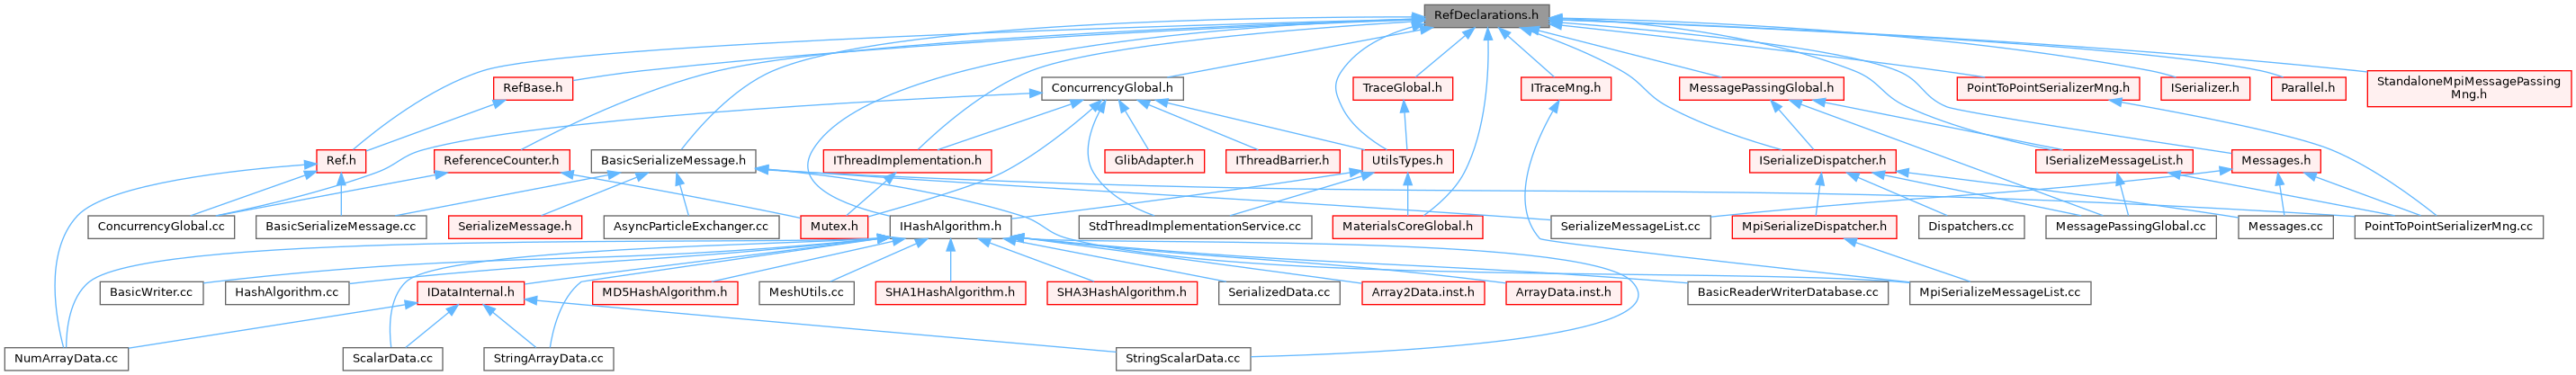 RefDeclarations.h
RefBase.h
ConcurrencyGlobal.h
TraceGlobal.h
ITraceMng.h
MessagePassingGlobal.h
PointToPointSerializerMng.h
ISerializer.h
Parallel.h
StandaloneMpiMessagePassing
Mng.h
Ref.h
ReferenceCounter.h
BasicSerializeMessage.h
IThreadImplementation.h
GlibAdapter.h
IThreadBarrier.h
UtilsTypes.h
ISerializeDispatcher.h
ISerializeMessageList.h
Messages.h
ConcurrencyGlobal.cc
BasicSerializeMessage.cc
SerializeMessage.h
AsyncParticleExchanger.cc
Mutex.h
IHashAlgorithm.h
StdThreadImplementationService.cc
MaterialsCoreGlobal.h
SerializeMessageList.cc
MpiSerializeDispatcher.h
Dispatchers.cc
MessagePassingGlobal.cc
Messages.cc
PointToPointSerializerMng.cc
BasicWriter.cc
HashAlgorithm.cc
IDataInternal.h
MD5HashAlgorithm.h
MeshUtils.cc
SHA1HashAlgorithm.h
SHA3HashAlgorithm.h
SerializedData.cc
Array2Data.inst.h
ArrayData.inst.h
BasicReaderWriterDatabase.cc
MpiSerializeMessageList.cc
NumArrayData.cc
ScalarData.cc
StringArrayData.cc
StringScalarData.cc